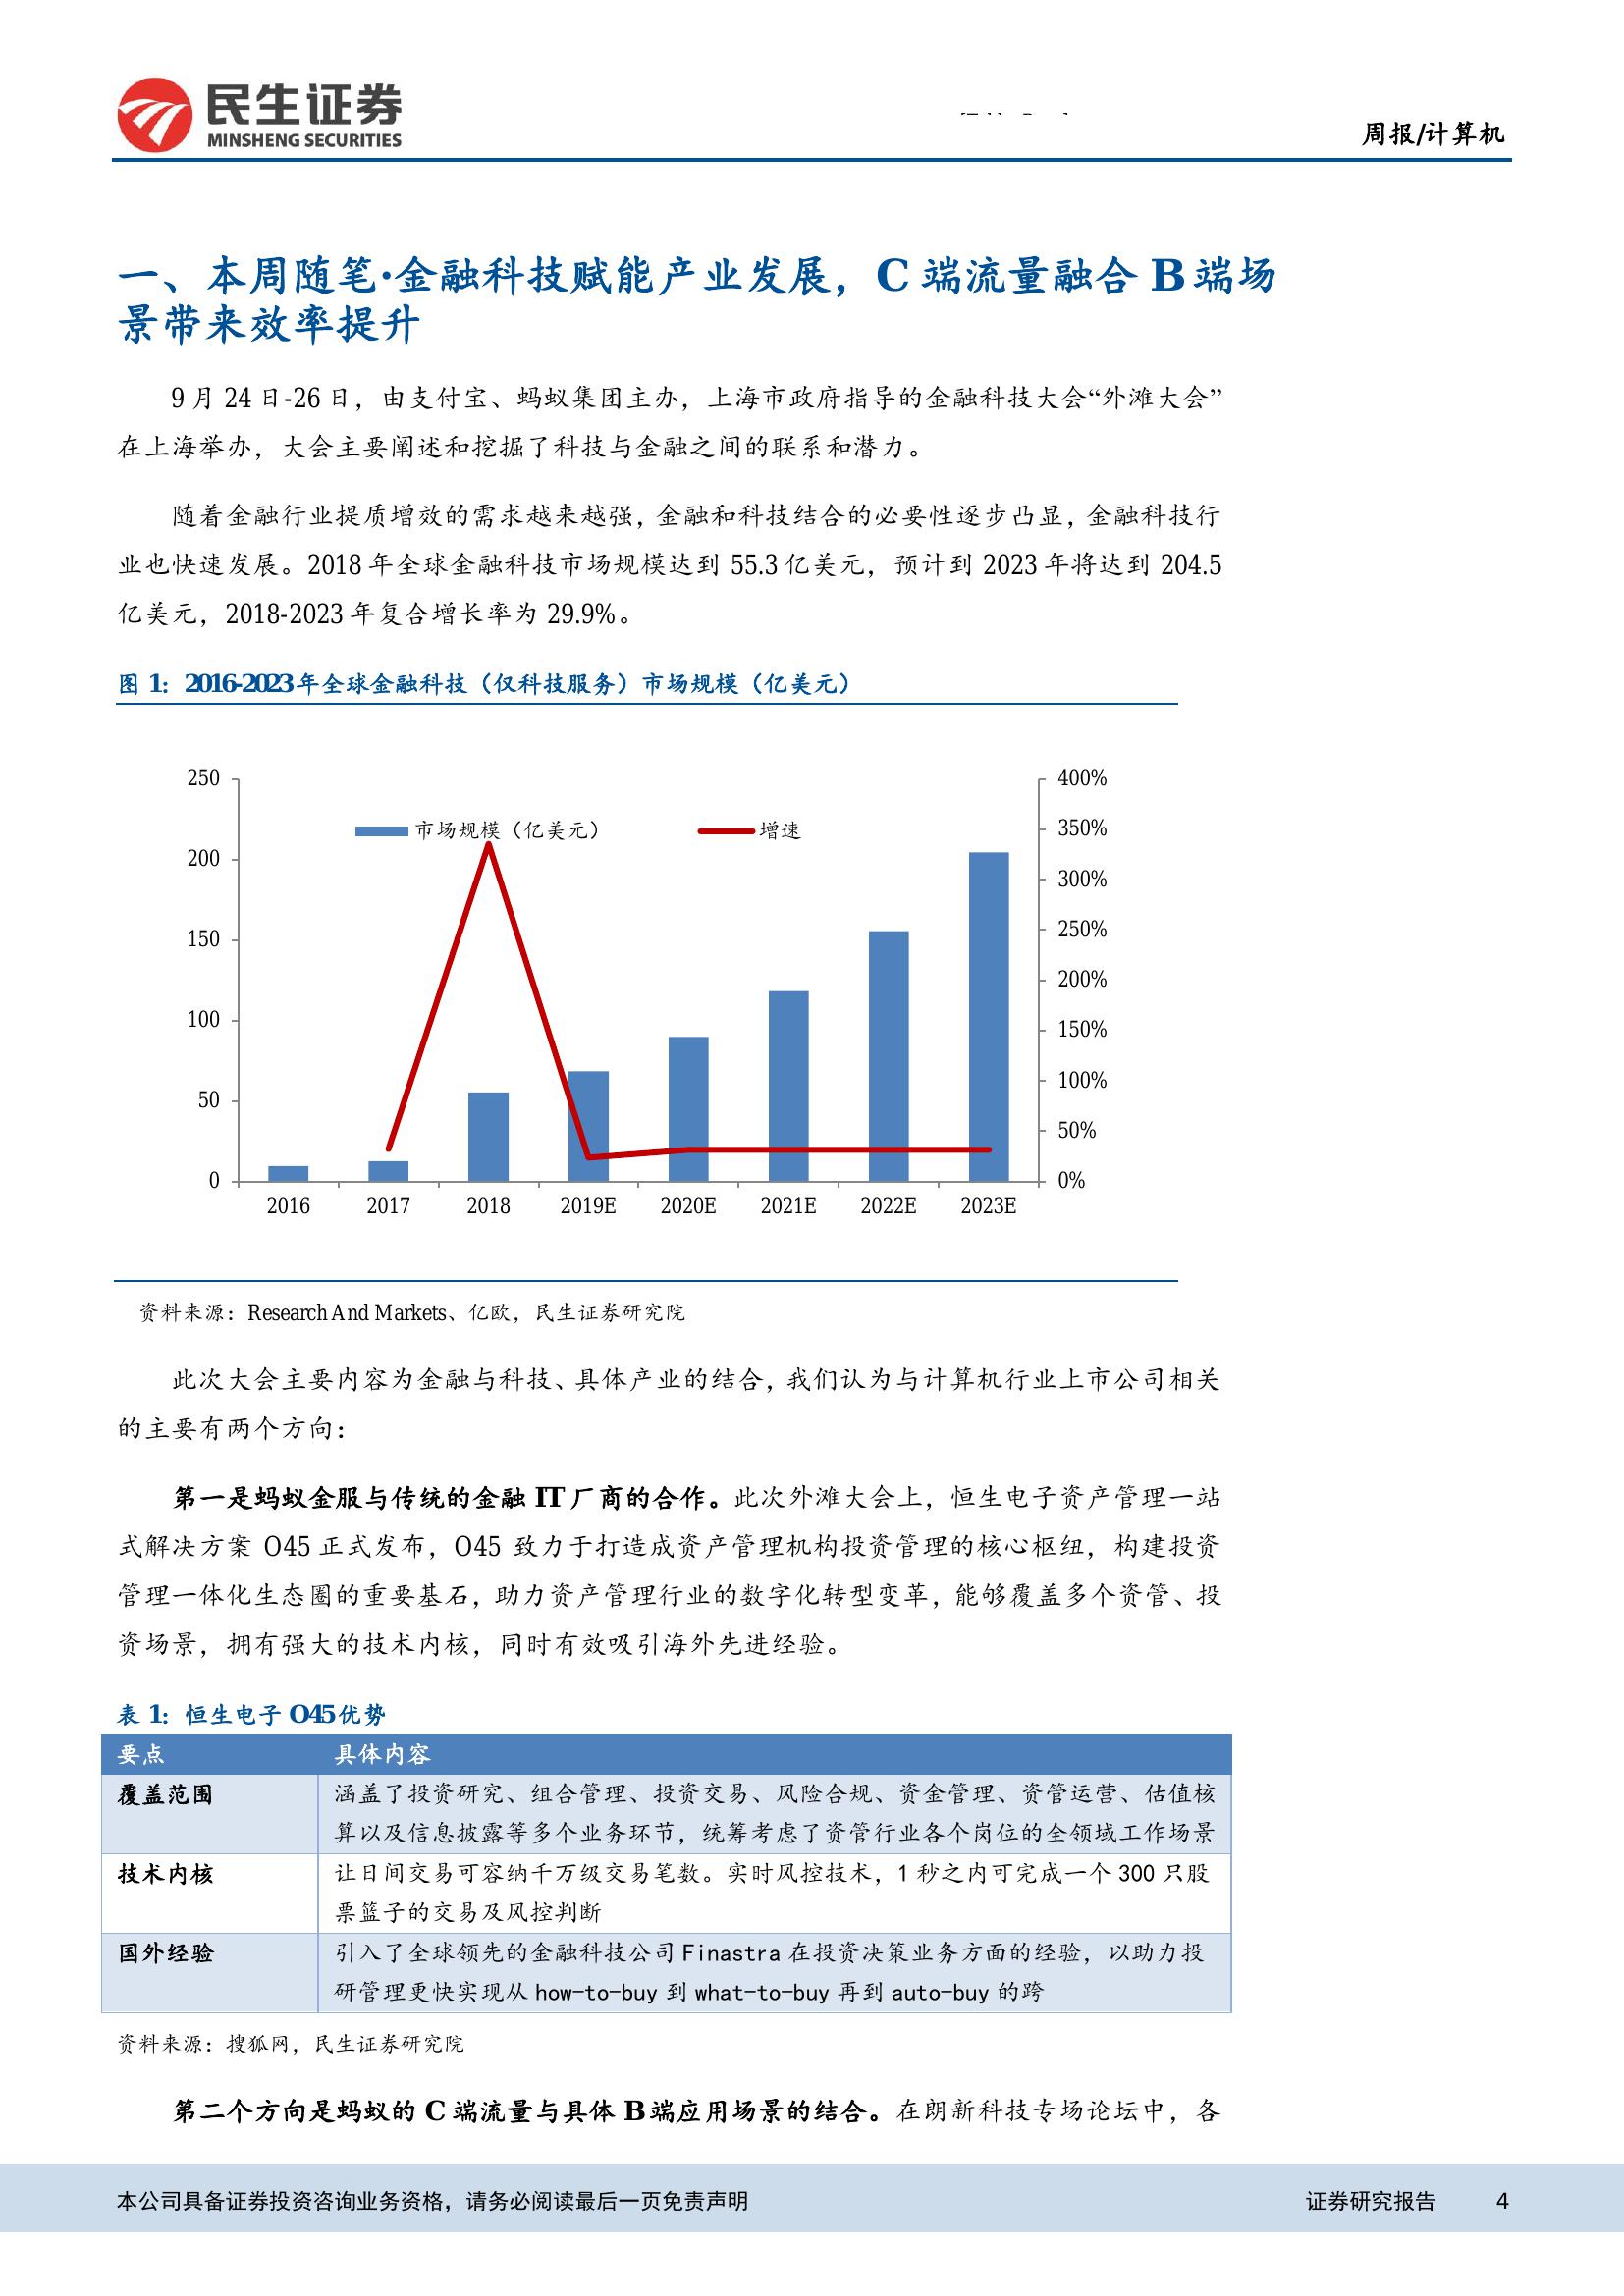 民生证券
MINSHENG SECURITIES
周报/计算机
一、本周随笔·金融科技赋能产业发展，C 端流量融合 B 端场
景带来效率提升
9 月 24 日-26 日，由支付宝、蚂蚁集团主办，上海市政府指导的金融科技大会“外滩大会”
在上海举办，大会主要阐述和挖掘了科技与金融之间的联系和潜力。
随着金融行业提质增效的需求越来越强，金融和科技结合的必要性逐步凸显，金融科技行
业也快速发展。2018 年全球金融科技市场规模达到 55.3 亿美元，预计到 2023 年将达到 204.5
亿美元，2018-2023 年复合增长率为 29.9%。
图 1：2016-2023 年全球金融科技（仅科技服务）市场规模（亿美元）
250
200
150
100
50
0
市场规模（亿美元）
增速
400%
350%
300%
250%
200%
150%
100%
50%
0%
2016 2017 2018 2019E 2020E 2021E 2022E 2023E
资料来源：Research And Markets、亿欧，民生证券研究院
此次大会主要内容为金融与科技、具体产业的结合，我们认为与计算机行业上市公司相关
的主要有两个方向：
第一是蚂蚁金服与传统的金融 IT 厂商的合作。此次外滩大会上，恒生电子资产管理一站
式解决方案 O45 正式发布，O45 致力于打造成资产管理机构投资管理的核心枢纽，构建投资
管理一体化生态圈的重要基石，助力资产管理行业的数字化转型变革，能够覆盖多个资管、投
资场景，拥有强大的技术内核，同时有效吸引海外先进经验。
表 1：恒生电子 O45 优势
要点 具体内容
覆盖范围 涵盖了投资研究、组合管理、投资交易、风险合规、资金管理、资管运营、估值核
算以及信息披露等多个业务环节，统筹考虑了资管行业各个岗位的全领域工作场景
技术内核 让日间交易可容纳千万级交易笔数。实时风控技术，1 秒之内可完成一个 300 只股
票篮子的交易及风控判断
国外经验 引入了全球领先的金融科技公司 Finastra 在投资决策业务方面的经验，以助力投
研管理更快实现从 how-to-buy 到 what-to-buy 再到 auto-buy 的跨
资料来源：搜狐网，民生证券研究院
第二个方向是蚂蚁的 C 端流量与具体 B 端应用场景的结合。在朗新科技专场论坛中，各
本公司具备证券投资咨询业务资格，请务必阅读最后一页免责声明
证券研究报告 4